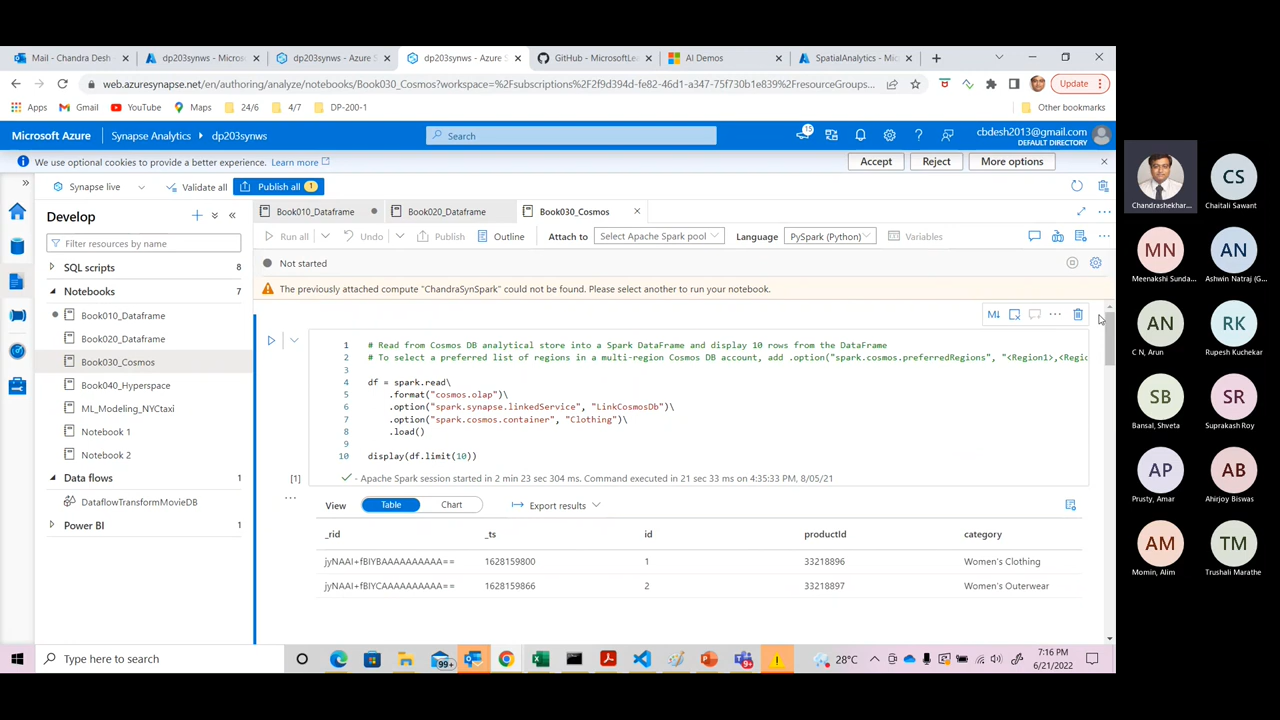 Mail - Chandra Desh
dp203synws - Micros
dp203synws - Azure S
dp203synws - Azure S
GitHub - MicrosoftLea
AI Demos
SpatialAnalytics - Mic
web.azuresynapse.net/en/authoring/analyze/notebooks/Book030_Cosmos?workspace=%2Fsubscriptions%2F2f9d394d-fe82-46d1-a347-57c169b1e839%2FresourceGroups...
Update
Apps
Gmail
YouTube
Maps
24/6
4/7
DP-200-1
Other bookmarks
Microsoft Azure
Synapse Analytics
dp203synws
Search
15
cbdesh2013@gmail.com
DEFAULT DIRECTORY
We use optional cookies to provide a better experience. Learn more
Accept
Reject
More options
Synapse live
Validate all
Publish all 1
Develop
Filter resources by name
SQL scripts 8
Notebooks 7
Book010_Dataframe
Book020_Dataframe
Book030_Cosmos
Book040_Hyperspace
ML_Modeling_NYCtaxi
Notebook 1
Notebook 2
Data flows 1
DataflowTransformMovieDB
Power BI 1
Book010_Dataframe
Book020_Dataframe
Book030_Cosmos
Run all
Undo
Publish
Outline
Attach to
Select Apache Spark pool
Language
PySpark (Python)
Variables
Not started
The previously attached compute "ChandraSynSpark" could not be found. Please select another to run your notebook.
M↓
1 # Read from Cosmos DB analytical store into a Spark DataFrame and display 10 rows from the DataFrame
2 # To select a preferred list of regions in a multi-region Cosmos DB account, add .option("spark.cosmos.preferredRegions", "<Region1>,<Regio
3
4 df = spark.read\
5 .format("cosmos.olap")\
6 .option("spark.synapse.linkedService", "LinkCosmosDb")\
7 .option("spark.cosmos.container", "Clothing")\
8 .load()
9
10 display(df.limit(10))
[1]
- Apache Spark session started in 2 min 23 sec 304 ms. Command executed in 21 sec 33 ms on 4:35:33 PM, 8/05/21
View
Table
Chart
Export results
_rid _ts id productId category
jyNAAI+fBIYBAAAAAAAAAA== 1628159800 1 33218896 Women's Clothing
jyNAAI+fBIYCAAAAAAAAAA== 1628159866 2 33218897 Women's Outerwear
Type here to search
99+
9+
28°C
7:16 PM
6/21/2022
Chandrashekhar...
CS
Chaitali Sawant
MN
Meenakshi Sunda...
AN
Ashwin Natraj (G...
AN
C N, Arun
RK
Rupesh Kuchekar
SB
Bansal, Shveta
SR
Suprakash Roy
AP
Prusty, Amar
AB
Ahirjoy Biswas
AM
Momin, Alim
TM
Trushali Marathe